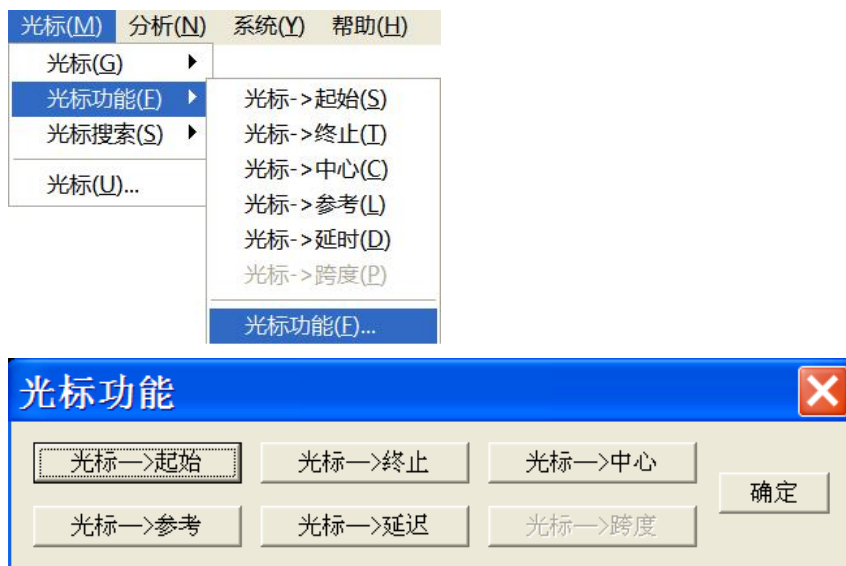 光标(M) 分析(N) 系统(Y) 帮助(H)
光标(G)
光标功能(F)
光标搜索(S)
光标(U)...
光标->起始(S)
光标->终止(T)
光标->中心(C)
光标->参考(L)
光标->延时(D)
光标->跨度(P)
光标功能(F)...
光标功能
光标—>起始 光标—>终止 光标—>中心
确定
光标—>参考 光标—>延迟 光标—>跨度